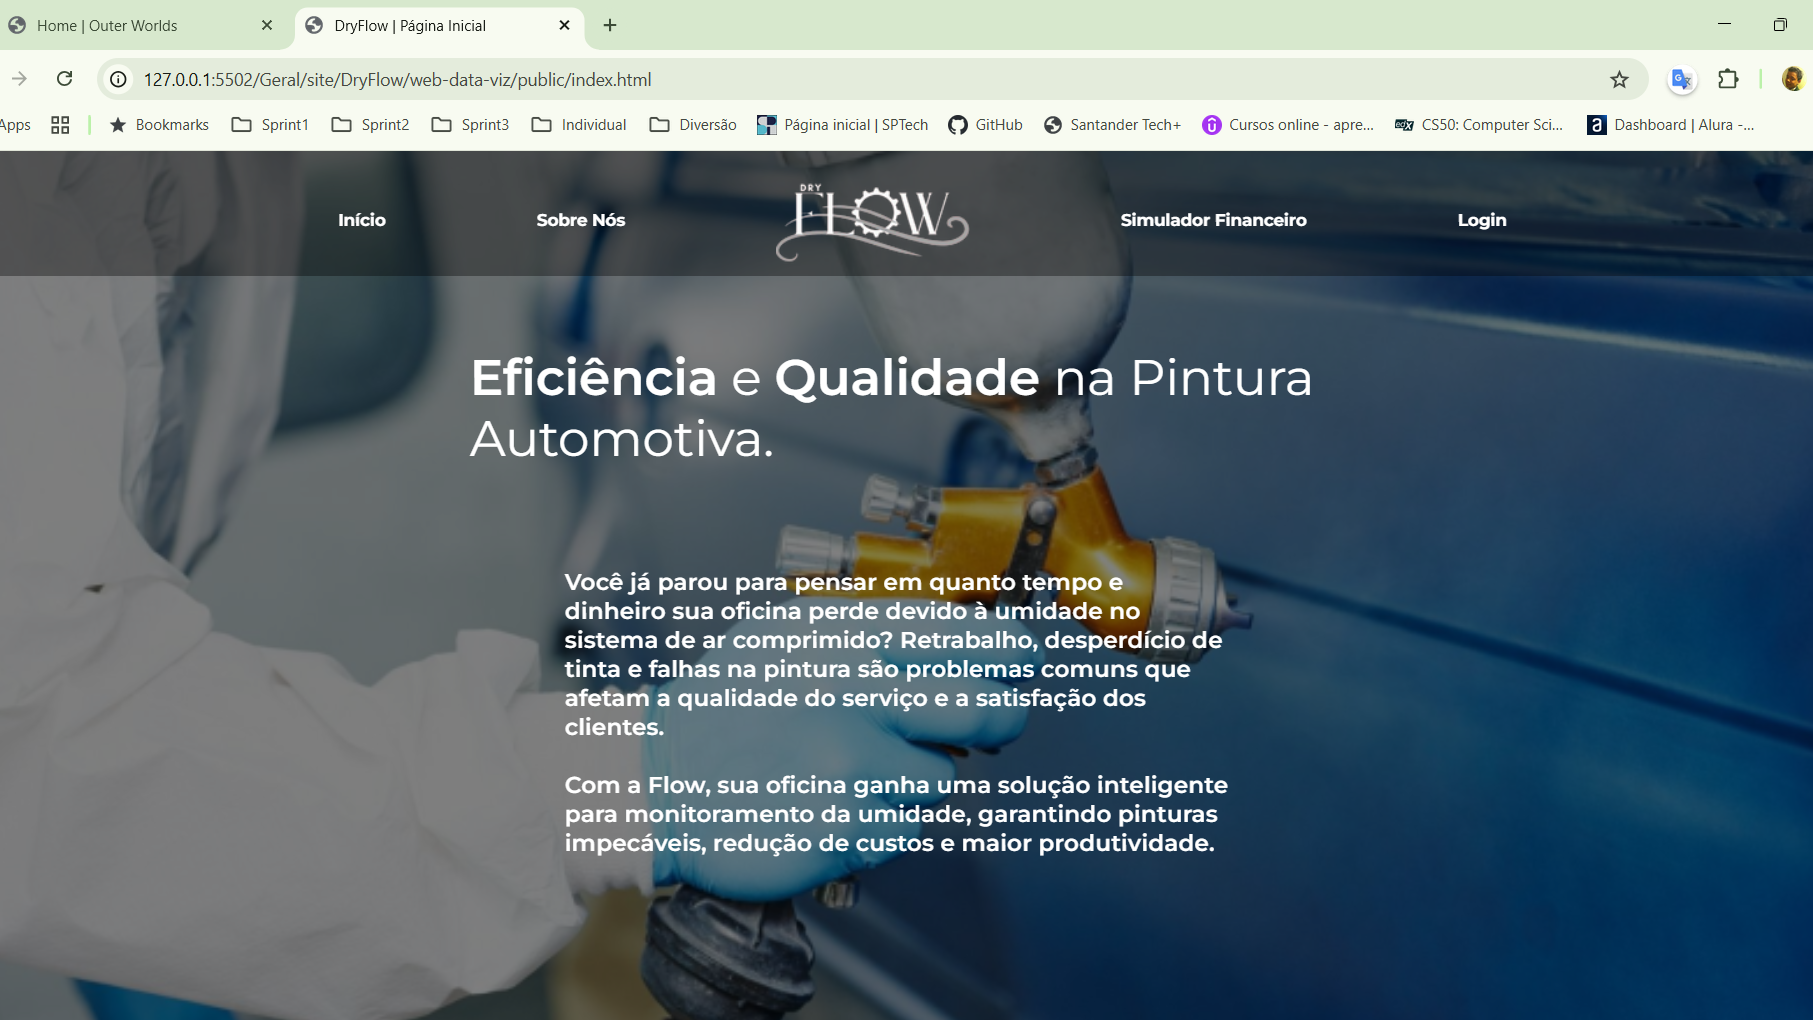 Home | Outer Worlds
DryFlow | Página Inicial
127.0.0.1:5502/Geral/site/DryFlow/web-data-viz/public/index.html
Apps
Bookmarks
Sprint1
Sprint2
Sprint3
Individual
Diversão
Página inicial | SPTech
GitHub
Santander Tech+
Cursos online - apre...
edX
CS50: Computer Sci...
a
Dashboard | Alura -...
Início
Sobre Nós
DRY
FLOW
Simulador Financeiro
Login
Eficiência e Qualidade na Pintura
Automotiva.
Você já parou para pensar em quanto tempo e
dinheiro sua oficina perde devido à umidade no
sistema de ar comprimido? Retrabalho, desperdício de
tinta e falhas na pintura são problemas comuns que
afetam a qualidade do serviço e a satisfação dos
clientes.
Com a Flow, sua oficina ganha uma solução inteligente
para monitoramento da umidade, garantindo pinturas
impecáveis, redução de custos e maior produtividade.